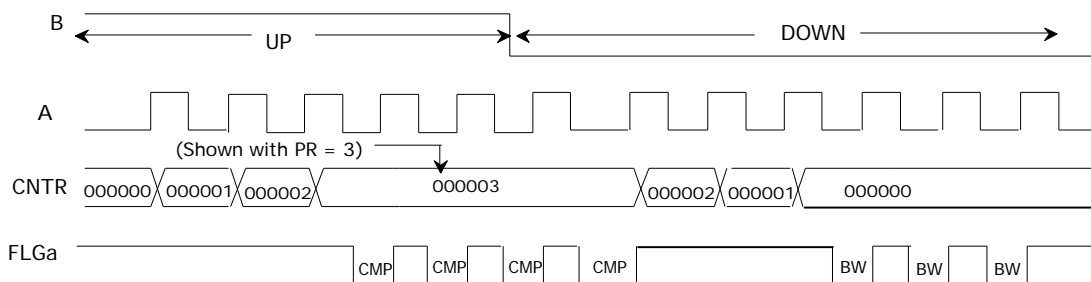 B
UP
DOWN
A
(Shown with PR = 3)
CNTR
000000 000001 000002 000003 000002 000001 000000
FLGa
CMP CMP CMP CMP BW BW BW